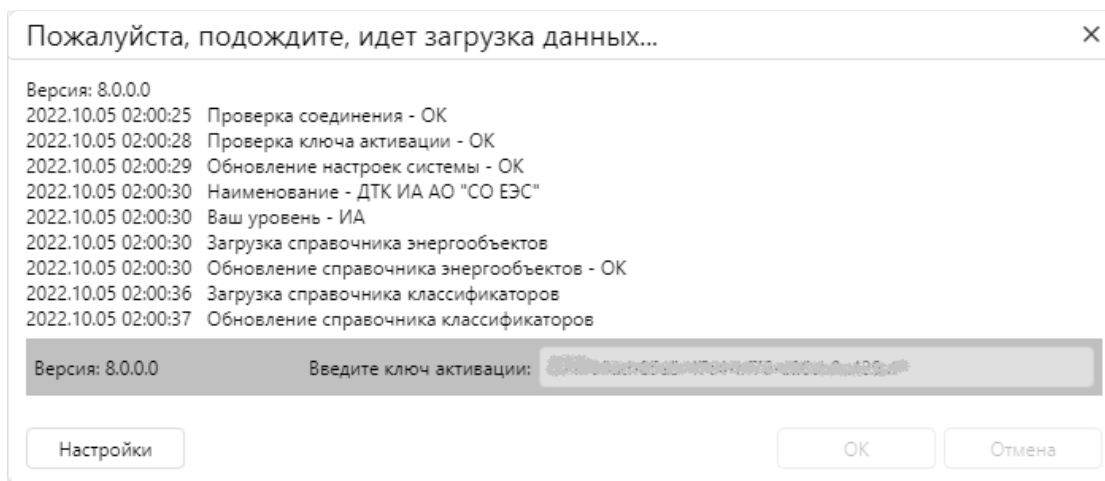 Пожалуйста, подождите, идет загрузка данных...
Версия: 8.0.0.0
2022.10.05 02:00:25 Проверка соединения - ОК
2022.10.05 02:00:28 Проверка ключа активации - ОК
2022.10.05 02:00:29 Обновление настроек системы - ОК
2022.10.05 02:00:30 Наименование - ДТК ИА АО "СО ЕЭС"
2022.10.05 02:00:30 Ваш уровень - ИА
2022.10.05 02:00:30 Загрузка справочника энергообъектов
2022.10.05 02:00:30 Обновление справочника энергообъектов - ОК
2022.10.05 02:00:36 Загрузка справочника классификаторов
2022.10.05 02:00:37 Обновление справочника классификаторов
Версия: 8.0.0.0 Введите ключ активации:
Настройки ОК Отмена